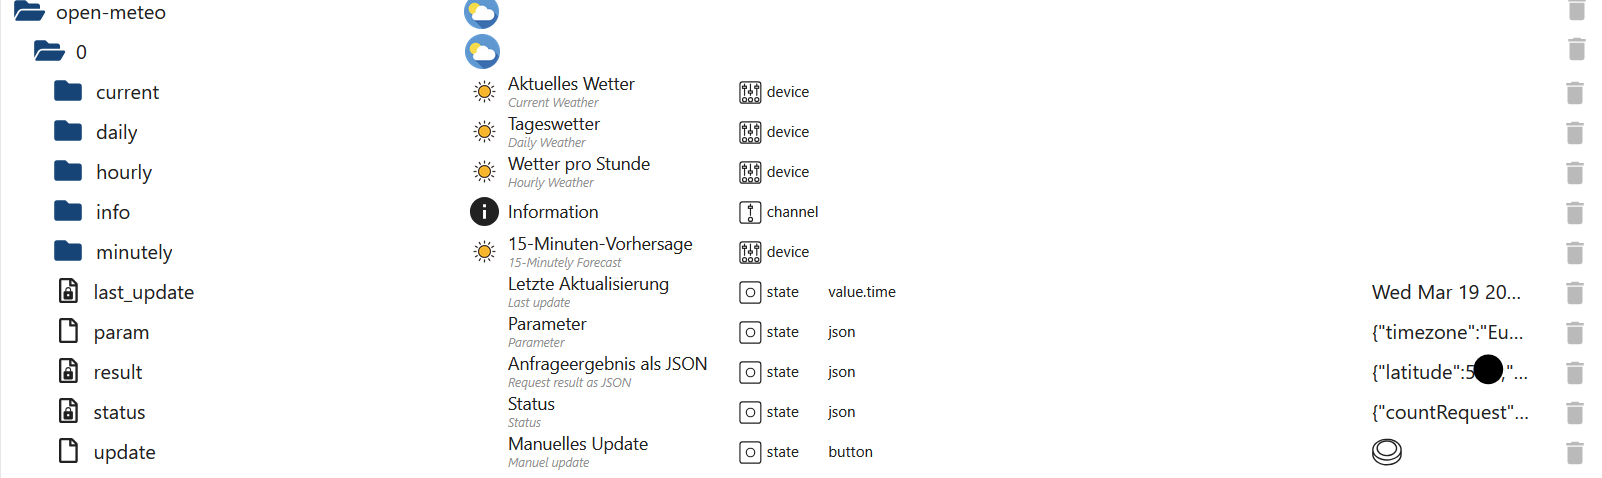 open-meteo
0
current Aktuelles Wetter device
Current Weather
daily Tageswetter device
Daily Weather
hourly Wetter pro Stunde device
Hourly Weather
info Information channel
minutely 15-Minuten-Vorhersage device
15-Minutely Forecast
last_update Letzte Aktualisierung state value.time Wed Mar 19 20...
Last update
param Parameter state json {"timezone":"Eu...
Parameter
result Anfrageergebnis als JSON state json {"latitude":5 ,"...
Request result as JSON
status Status state json {"countRequest"...
Status
update Manuelles Update state button
Manuel update